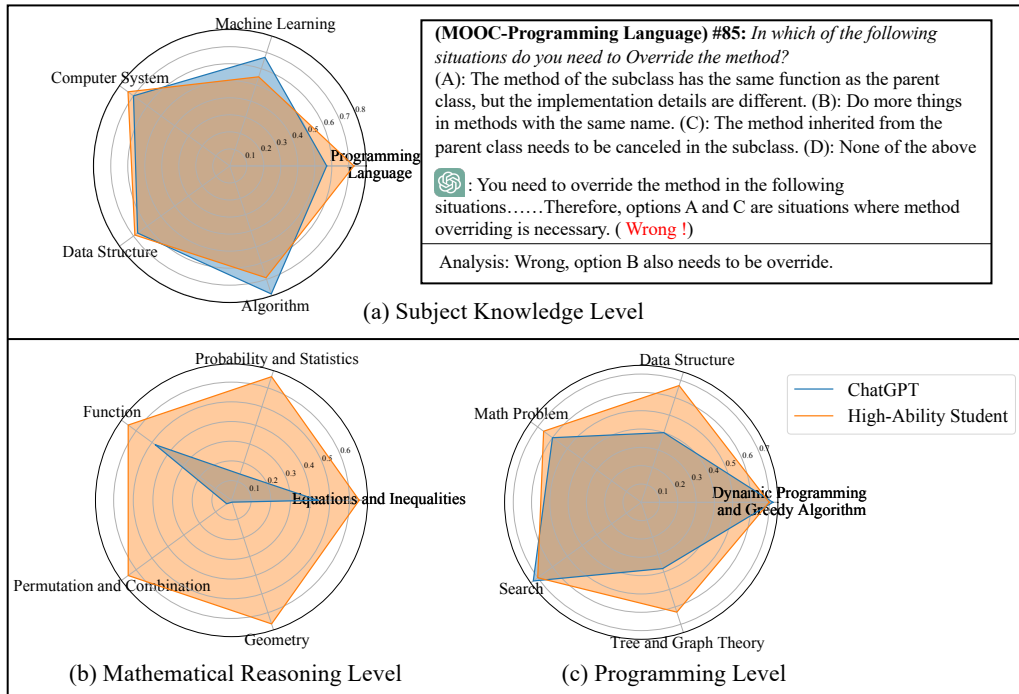 Machine Learning
Computer System
0.1
0.2
0.3
0.4
0.5
0.6
0.7
0.8
Programming
Language
Data Structure
Algorithm
(MOOC-Programming Language) #85: In which of the following
situations do you need to Override the method?
(A): The method of the subclass has the same function as the parent
class, but the implementation details are different. (B): Do more things
in methods with the same name. (C): The method inherited from the
parent class needs to be canceled in the subclass. (D): None of the above
: You need to override the method in the following
situations……Therefore, options A and C are situations where method
overriding is necessary. ( Wrong !)
Analysis: Wrong, option B also needs to be override.
(a) Subject Knowledge Level
Probability and Statistics
Function
0.1
0.2
0.3
0.4
0.5
0.6
Equations and Inequalities
Permutation and Combination
Geometry
(b) Mathematical Reasoning Level
Data Structure
Math Problem
0.1
0.2
0.3
0.4
0.5
0.6
0.7
Dynamic Programming
and Greedy Algorithm
Search
Tree and Graph Theory
(c) Programming Level
ChatGPT
High-Ability Student